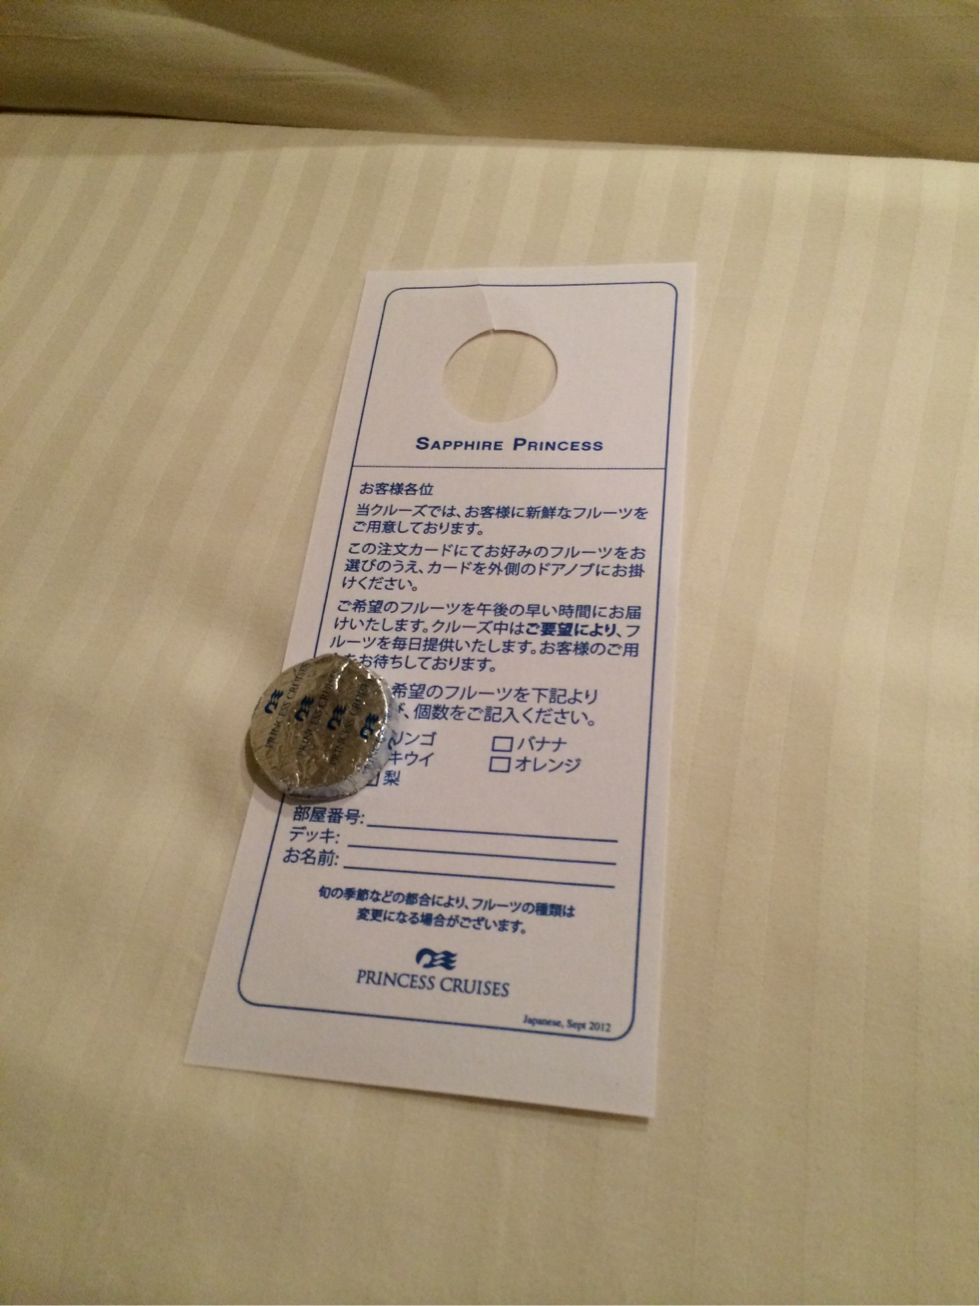 SAPPHIRE PRINCESS
お客様各位
当クルーズでは、お客様に新鮮なフルーツを
ご用意しております。
この注文カードにてお好みのフルーツをお
選びのうえ、カードを外側のドアノブにお掛
けください。
ご希望のフルーツを午後の早い時間にお届
けいたします。クルーズ中はご要望により、フ
ルーツを毎日提供いたします。お客様のご用
をお待ちしております。
希望のフルーツを下記より
、個数をご記入ください。
リンゴ □ バナナ
キウイ □ オレンジ
梨
部屋番号:
デッキ:
お名前:
旬の季節などの都合により、フルーツの種類は
変更になる場合がございます。
PRINCESS CRUISES
Japanese, Sept 2012
PRINCESS CRUISES